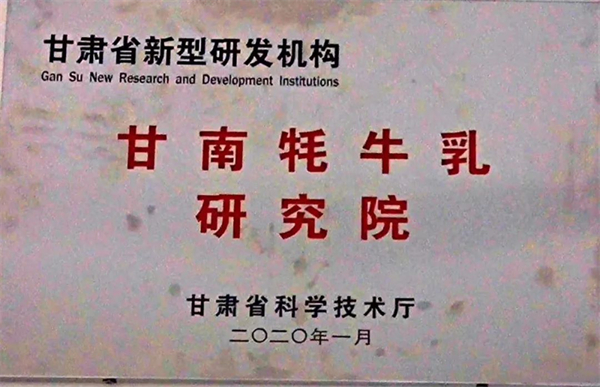 甘肃省新型研发机构
Gan Su New Research and Development Institutions
甘南牦牛乳
研究院
甘肃省科学技术厅
二〇二〇年一月